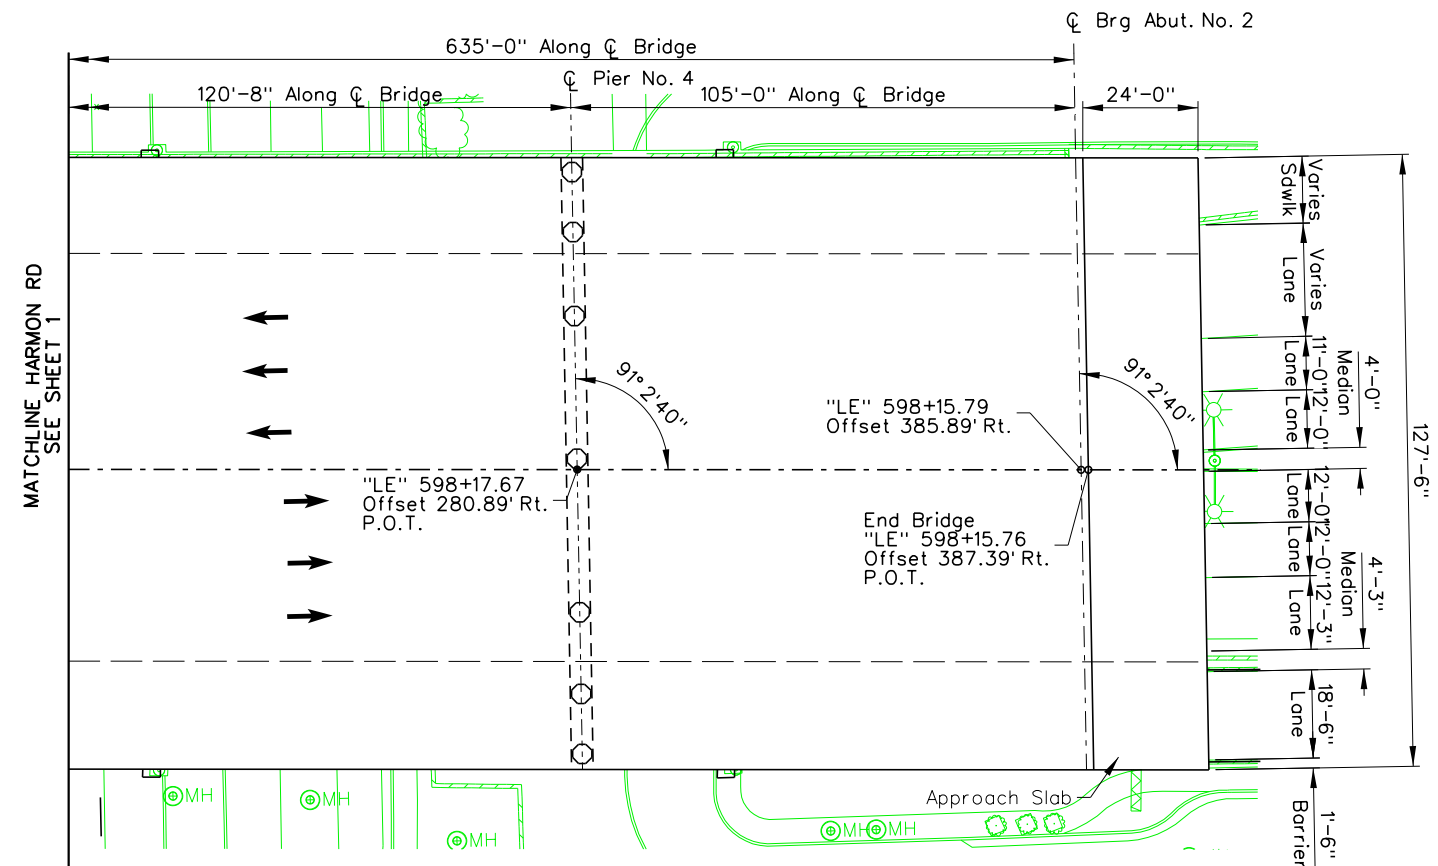 ℄ Brg Abut. No. 2
635'-0" Along ℄ Bridge
℄ Pier No. 4
120'-8" Along ℄ Bridge
105'-0" Along ℄ Bridge
24'-0"
Varies
Sdwlk
Varies
Lane
MATCHLINE HARMON RD
SEE SHEET 1
11'-0"
Lane
4'-0"
Median
12'-0"
Lane
91° 2'40"
91° 2'40"
"LE" 598+15.79
Offset 385.89' Rt.
127'-6"
"LE" 598+17.67
Offset 280.89' Rt.
P.O.T.
12'-0"
Lane
End Bridge
"LE" 598+15.76
Offset 387.39' Rt.
P.O.T.
12'-0"
Lane
12'-3"
Lane
4'-3"
Median
18'-6"
Lane
Approach Slab
MH
MH
MH
MH
MH
1'-6"
Barrier